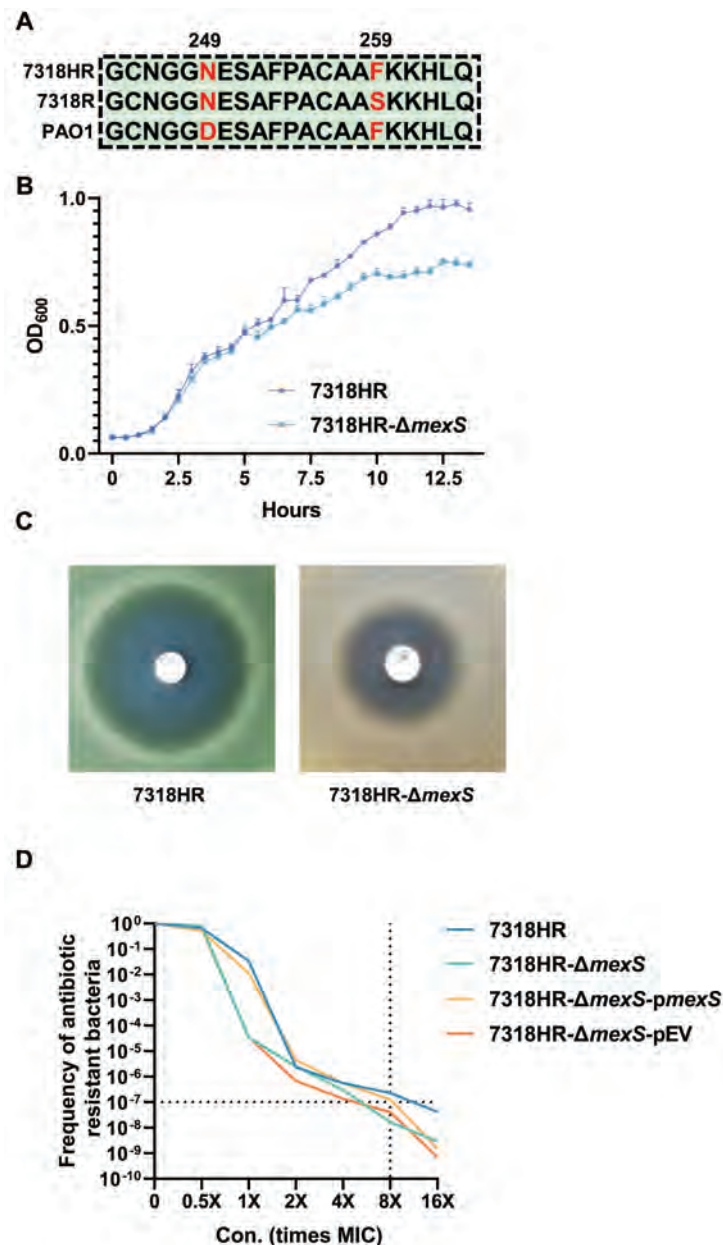 A
249 259
7318HR GCNGGNESAFPACAAFKKHLQ
7318R GCNGGNESAFPACAASKKHLQ
PAO1 GCNGGDESAFPACAAFKKHLQ
B
1.0
0.5
0.0
OD600
7318HR
7318HR-ΔmexS
0 2.5 5 7.5 10 12.5
Hours
C
7318HR
7318HR-ΔmexS
D
Frequency of antibiotic
resistant bacteria
10^0
10^-1
10^-2
10^-3
10^-4
10^-5
10^-6
10^-7
10^-8
10^-9
10^-10
0 0.5X 1X 2X 4X 8X 16X
Con. (times MIC)
7318HR
7318HR-ΔmexS
7318HR-ΔmexS-pmexS
7318HR-ΔmexS-pEV